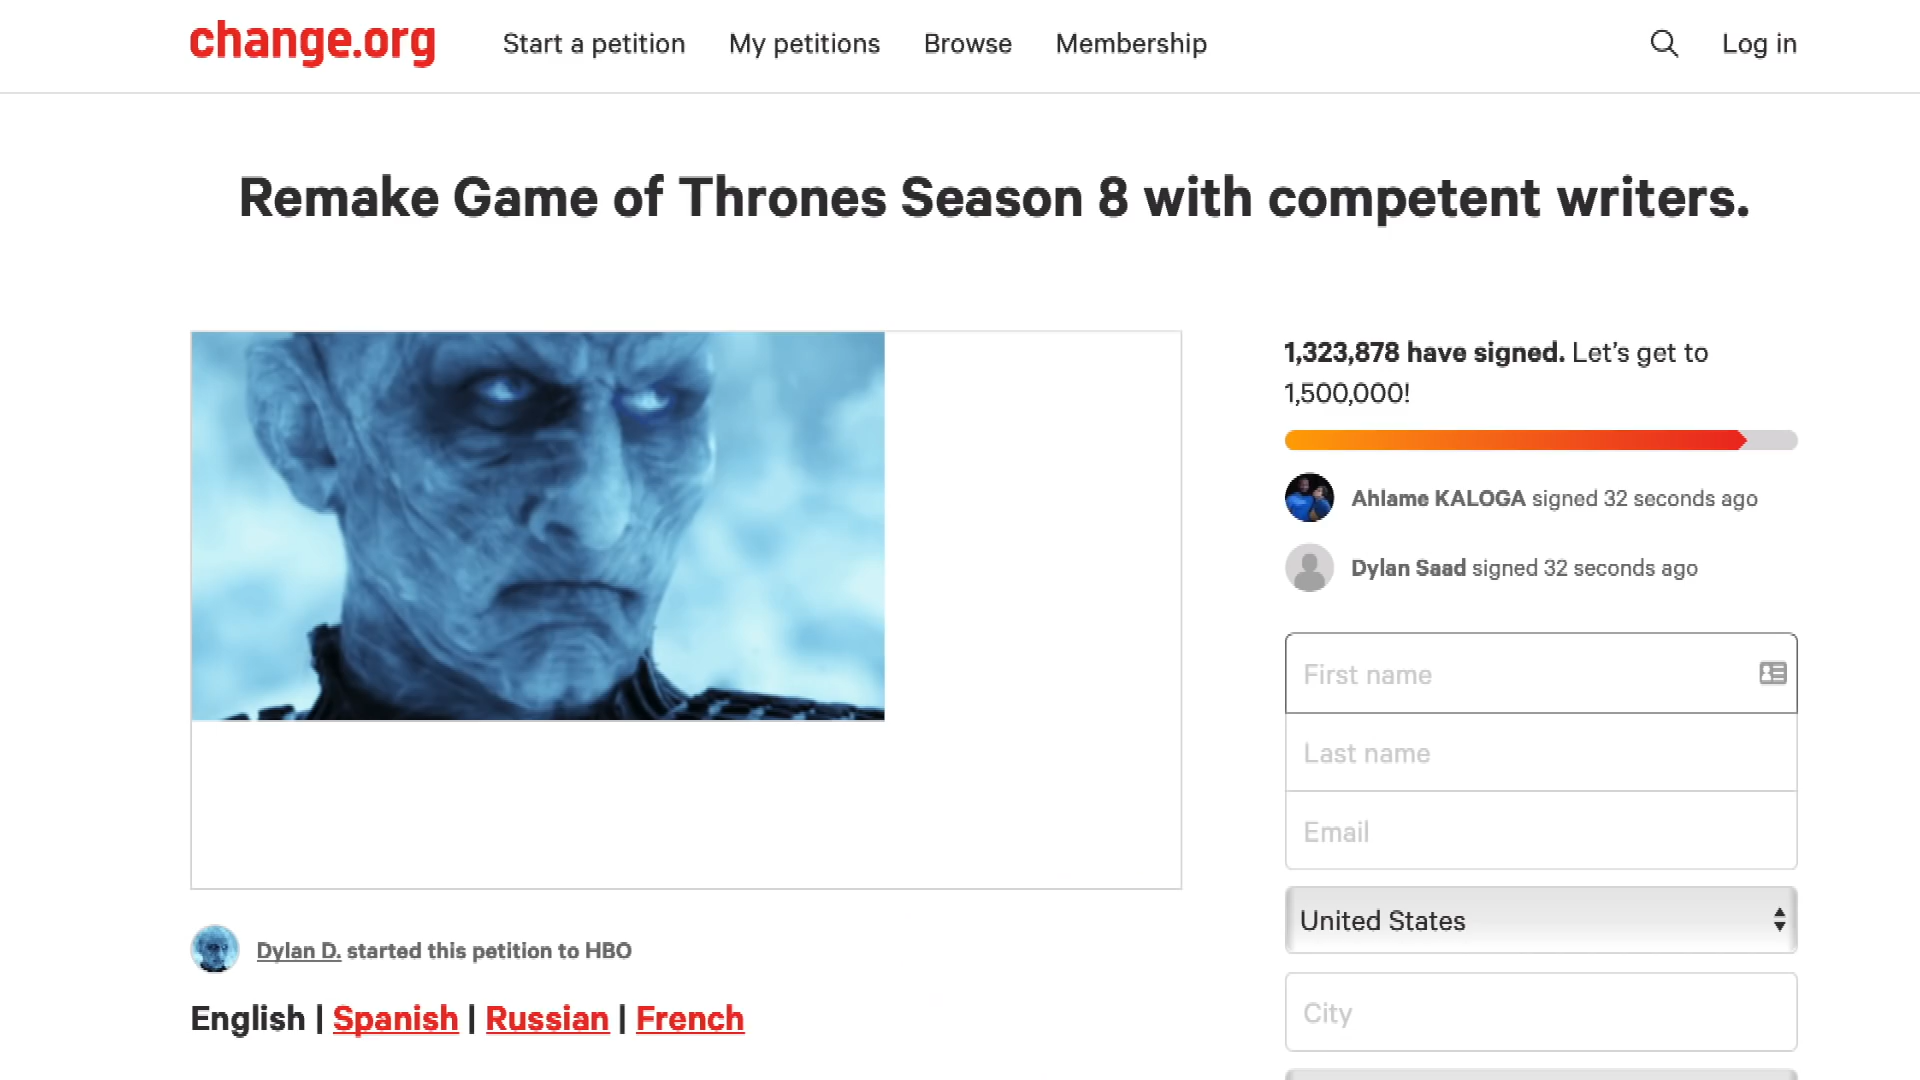 change.org Start a petition My petitions Browse Membership Log in
Remake Game of Thrones Season 8 with competent writers.
1,323,878 have signed. Let’s get to
1,500,000!
Ahlame KALOGA signed 32 seconds ago
Dylan Saad signed 32 seconds ago
First name
Last name
Email
United States
City
Dylan D. started this petition to HBO
English | Spanish | Russian | French